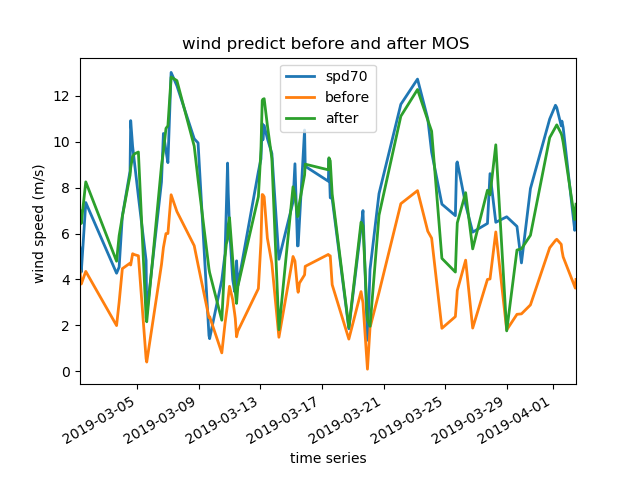 wind predict before and after MOS
spd70
before
after
wind speed (m/s)
12
10
8
6
4
2
0
2019-03-05
2019-03-09
2019-03-13
2019-03-17
2019-03-21
2019-03-25
2019-03-29
2019-04-01
time series